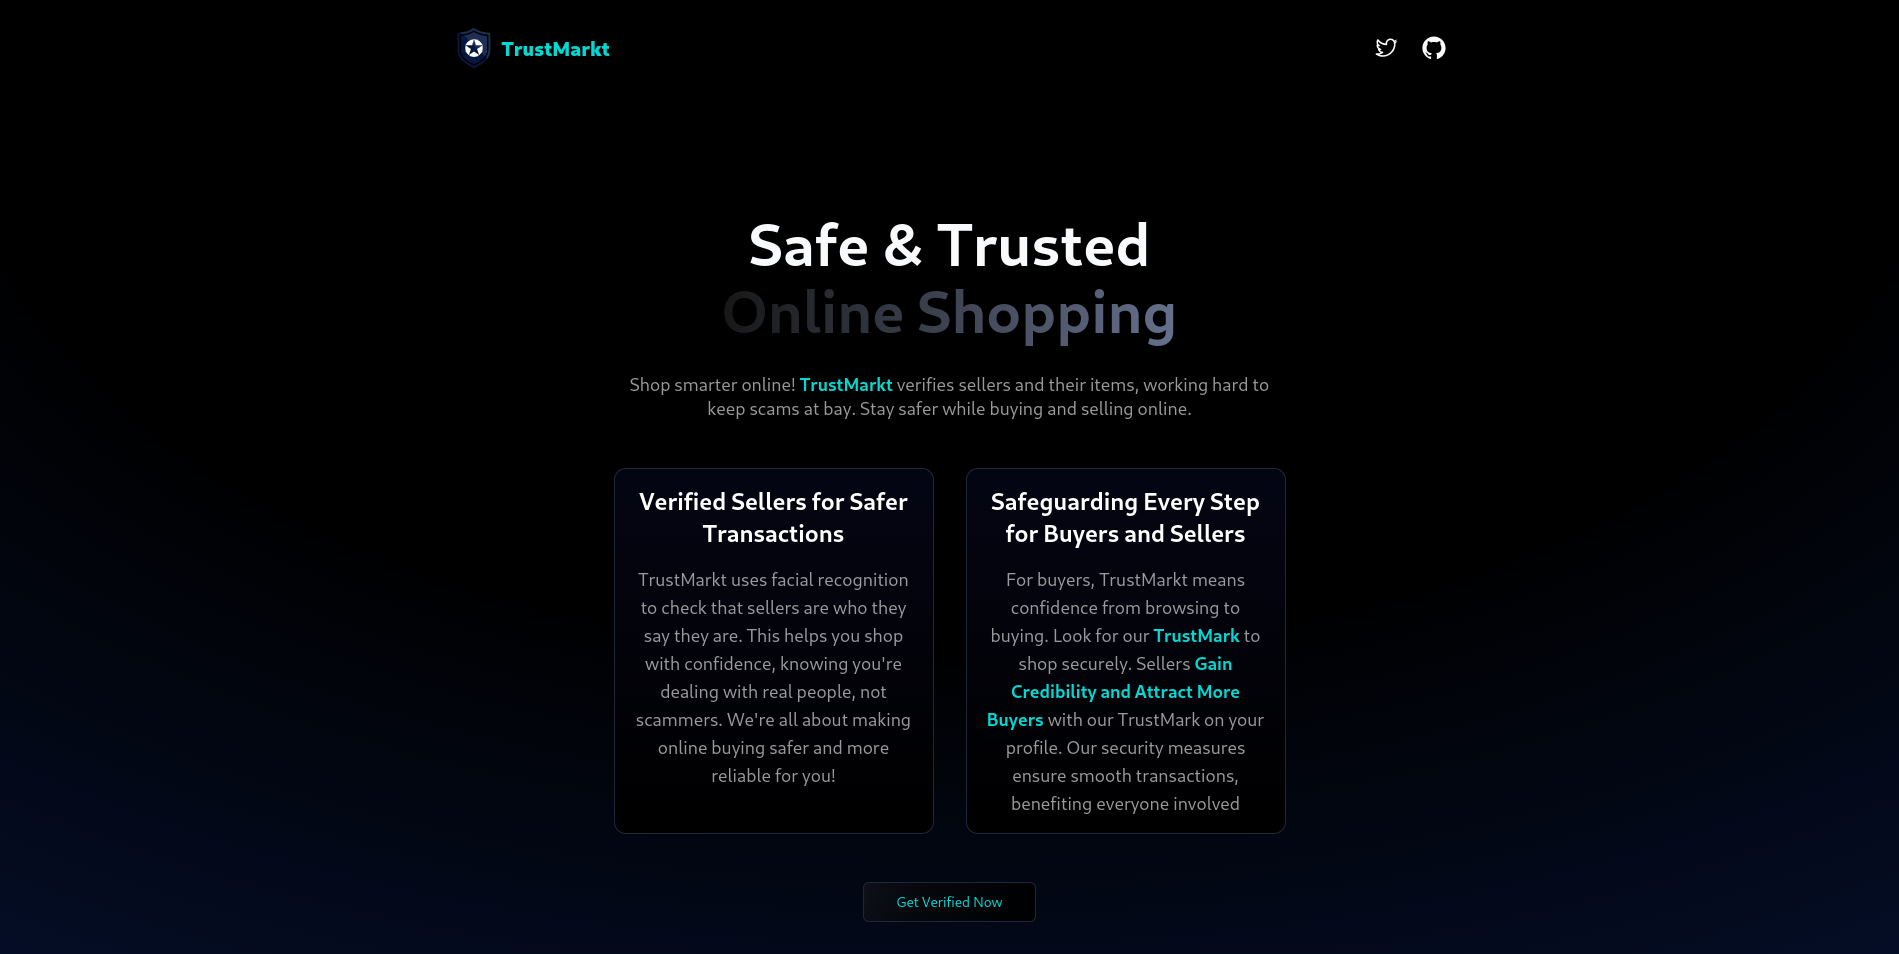 TrustMarkt
Safe & Trusted
Online Shopping
Shop smarter online! TrustMarkt verifies sellers and their items, working hard to
keep scams at bay. Stay safer while buying and selling online.
Verified Sellers for Safer
Transactions
TrustMarkt uses facial recognition
to check that sellers are who they
say they are. This helps you shop
with confidence, knowing you're
dealing with real people, not
scammers. We're all about making
online buying safer and more
reliable for you!
Safeguarding Every Step
for Buyers and Sellers
For buyers, TrustMarkt means
confidence from browsing to
buying. Look for our TrustMark to
shop securely. Sellers Gain
Credibility and Attract More
Buyers with our TrustMark on your
profile. Our security measures
ensure smooth transactions,
benefiting everyone involved
Get Verified Now